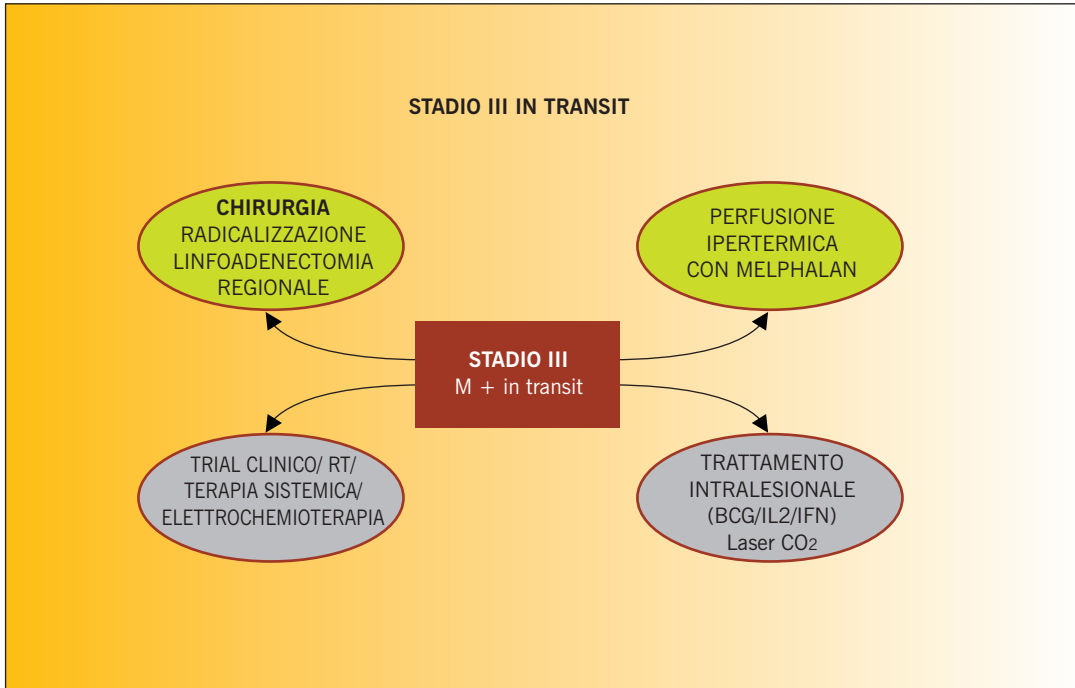 STADIO III IN TRANSIT
CHIRURGIA
RADICALIZZAZIONE
LINFOADENECTOMIA
REGIONALE
PERFUSIONE
IPERTERMICA
CON MELPHALAN
STADIO III
M + in transit
TRIAL CLINICO/ RT/
TERAPIA SISTEMICA/
ELETTROCHEMIOTERAPIA
TRATTAMENTO
INTRALESIONALE
(BCG/IL2/IFN)
Laser CO2